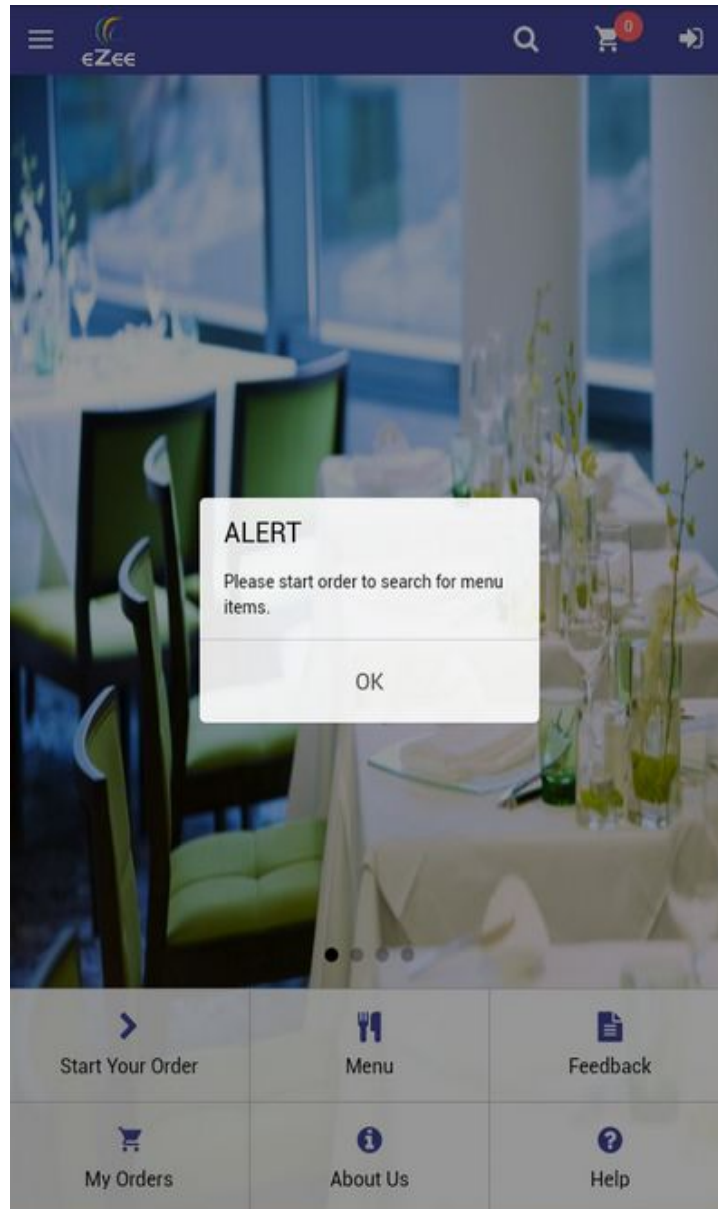 eZee
0
ALERT
Please start order to search for menu
items.
OK
Start Your Order
Menu
Feedback
My Orders
About Us
Help